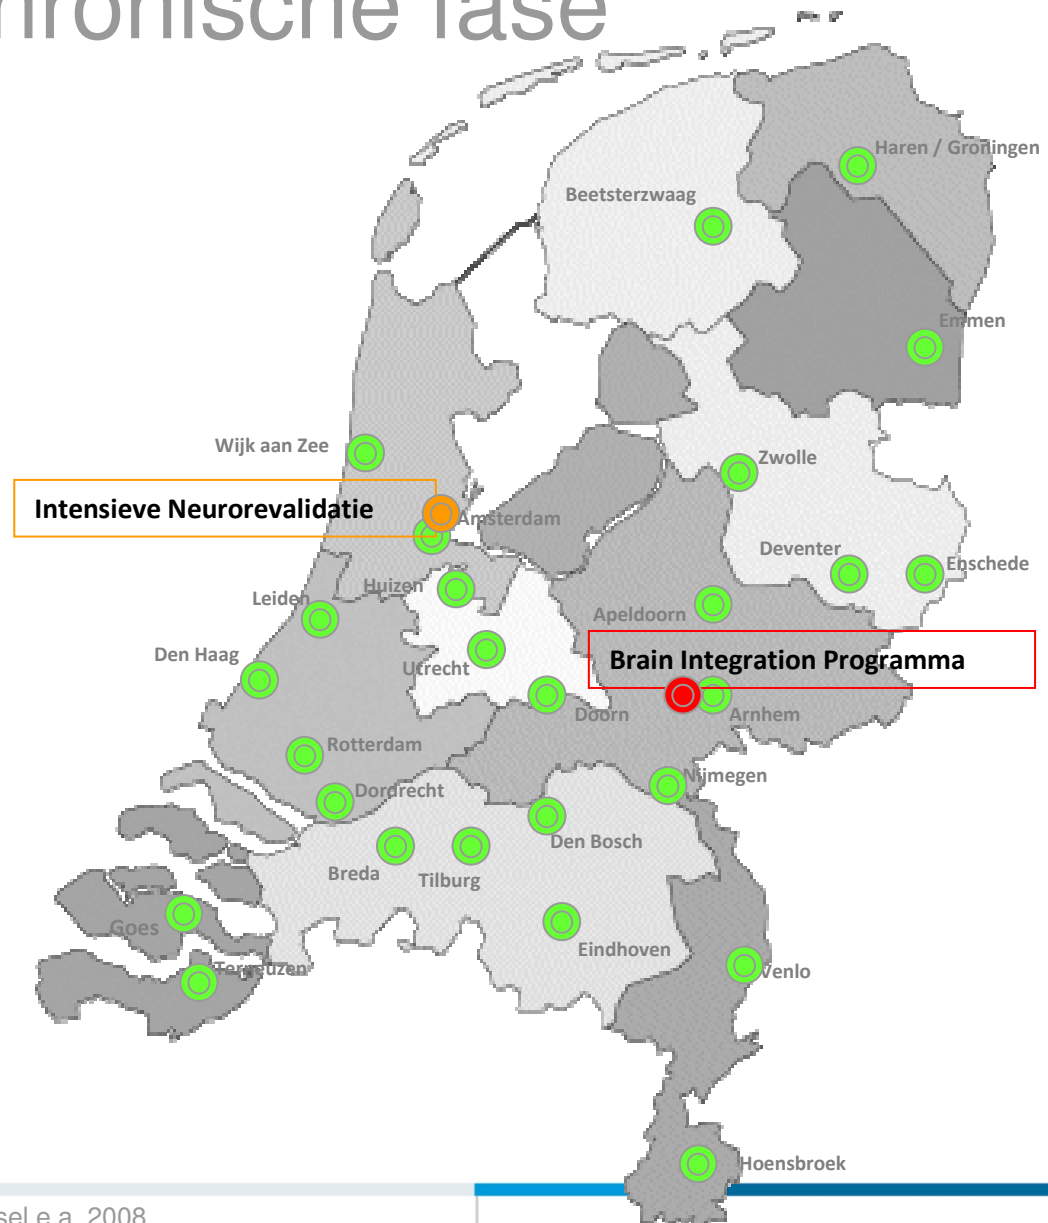 hronische fase
Haren / Groningen
Beetsterzwaag
Emmen
Wijk aan Zee
Zwolle
Intensieve Neurorevalidatie
Amsterdam
Deventer
Enschede
Huizen
Leiden
Apeldoorn
Den Haag
Utrecht
Brain Integration Programma
Doorn
Arnhem
Rotterdam
Nijmegen
Dordrecht
Den Bosch
Breda
Tilburg
Goes
Eindhoven
Terneuzen
Venlo
Hoensbroek
sel e.a. 2008